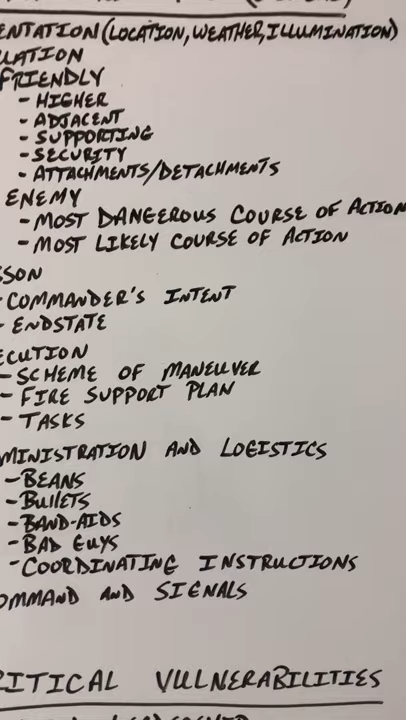 ENTATION (LOCATION, WEATHER, ILLUMINATION)
UATION
FRIENDLY
- HIGHER
- ADJACENT
- SUPPORTING
- SECURITY
- ATTACHMENTS/DETACHMENTS
ENEMY
- MOST DANGEROUS COURSE OF ACTION
- MOST LIKELY COURSE OF ACTION
SSON
- COMMANDER'S INTENT
- ENDSTATE
ECUTION
- SCHEME OF MANEUVER
- FIRE SUPPORT PLAN
- TASKS
MINISTRATION AND LOGISTICS
- BEANS
- BUllETS
- BAND-AIDS
- BAD GUYS
- COORDINATING INSTRUCTIONS
OMMAND AND SIGNALS
RITICAL VULNERABILITIES